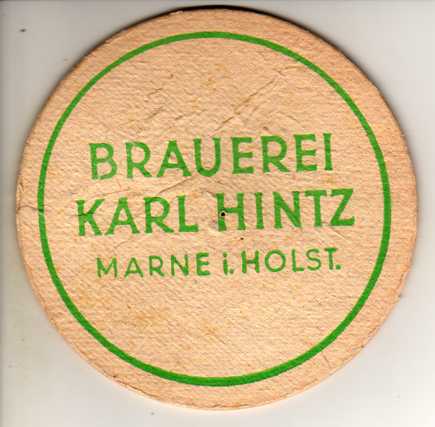 BRAUEREI
KARL HINTZ
MARNE i. HOLST.